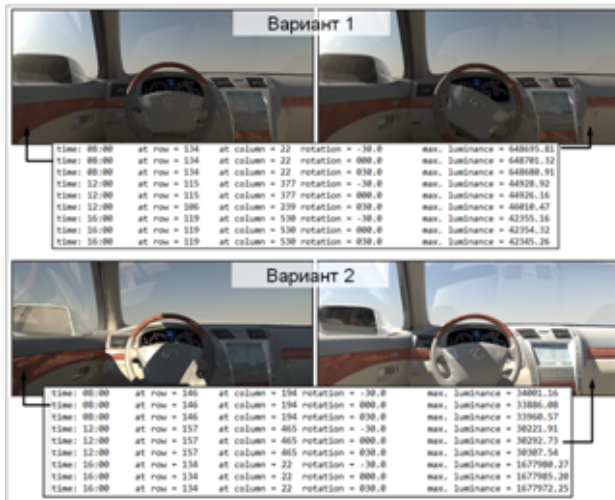 Вариант 1
time: 08:00 at row = 134 at column = 22 rotation = -30.0 max. luminance = 648695.81
time: 08:00 at row = 134 at column = 22 rotation = 000.0 max. luminance = 648701.32
time: 08:00 at row = 134 at column = 22 rotation = 030.0 max. luminance = 648680.91
time: 12:00 at row = 115 at column = 377 rotation = -30.0 max. luminance = 44928.92
time: 12:00 at row = 115 at column = 377 rotation = 000.0 max. luminance = 44926.16
time: 12:00 at row = 106 at column = 239 rotation = 030.0 max. luminance = 46010.47
time: 16:00 at row = 119 at column = 530 rotation = -30.0 max. luminance = 42355.16
time: 16:00 at row = 119 at column = 530 rotation = 000.0 max. luminance = 42354.32
time: 16:00 at row = 119 at column = 530 rotation = 030.0 max. luminance = 42345.26
Вариант 2
time: 08:00 at row = 146 at column = 194 rotation = -30.0 max. luminance = 34001.16
time: 08:00 at row = 146 at column = 194 rotation = 000.0 max. luminance = 33886.08
time: 08:00 at row = 146 at column = 194 rotation = 030.0 max. luminance = 33960.57
time: 12:00 at row = 157 at column = 465 rotation = -30.0 max. luminance = 30221.91
time: 12:00 at row = 157 at column = 465 rotation = 000.0 max. luminance = 30292.73
time: 12:00 at row = 157 at column = 465 rotation = 030.0 max. luminance = 30307.54
time: 16:00 at row = 134 at column = 22 rotation = -30.0 max. luminance = 1677980.27
time: 16:00 at row = 134 at column = 22 rotation = 000.0 max. luminance = 1677985.20
time: 16:00 at row = 134 at column = 22 rotation = 030.0 max. luminance = 1677972.25